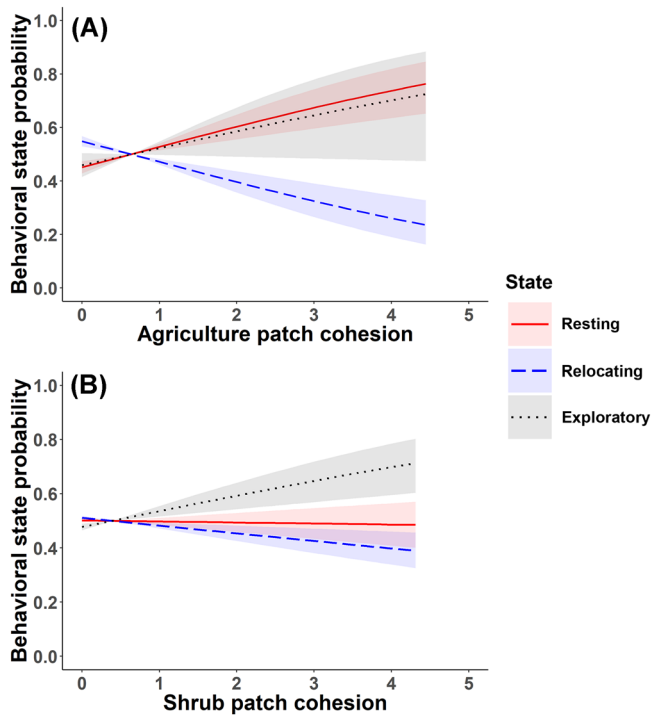 (A)
Behavioral state probability
1.0
0.8
0.6
0.4
0.2
0.0
0 1 2 3 4 5
Agriculture patch cohesion
State
Resting
Relocating
Exploratory
(B)
Behavioral state probability
1.0
0.8
0.6
0.4
0.2
0.0
0 1 2 3 4 5
Shrub patch cohesion